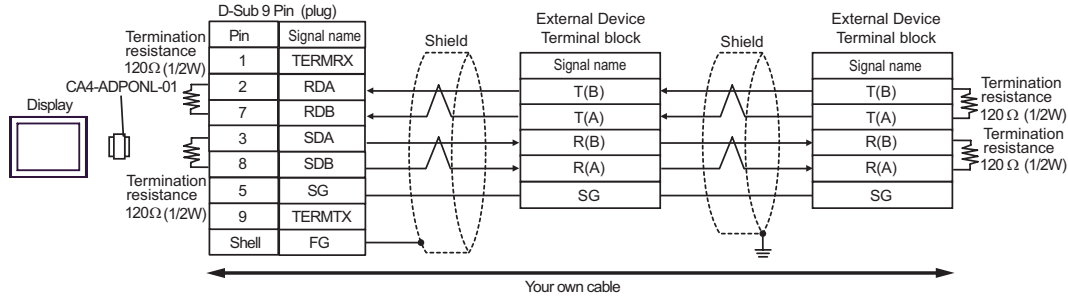 D-Sub 9 Pin (plug)
Pin
Signal name
1
TERMRX
2
RDA
7
RDB
3
SDA
8
SDB
5
SG
9
TERMTX
Shell
FG
Termination
resistance
120Ω (1/2W)
CA4-ADPONL-01
Display
Termination
resistance
120Ω (1/2W)
Shield
External Device
Terminal block
Signal name
T(B)
T(A)
R(B)
R(A)
SG
Shield
External Device
Terminal block
Signal name
T(B)
T(A)
R(B)
R(A)
SG
Termination
resistance
120 Ω (1/2W)
Termination
resistance
120 Ω (1/2W)
Your own cable